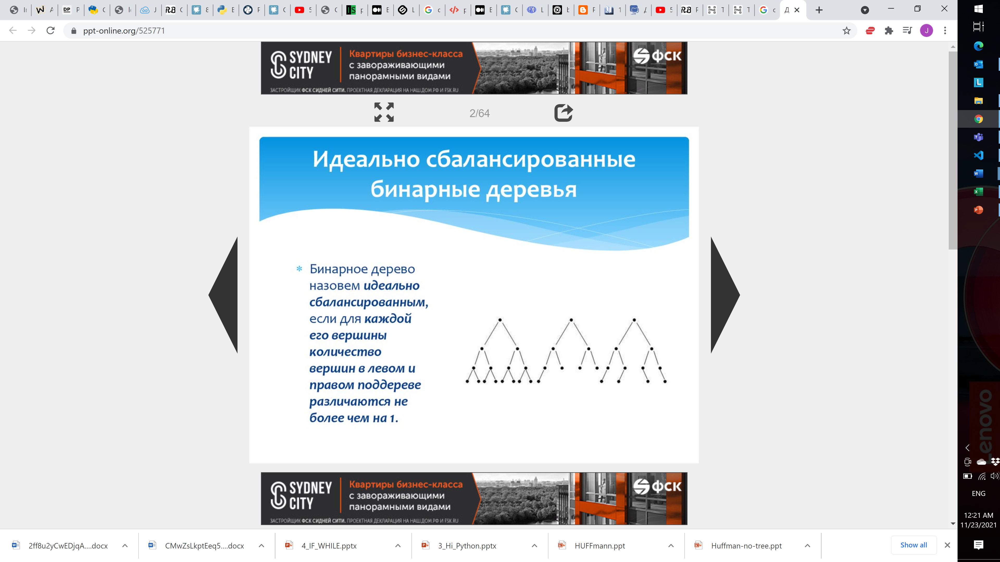 ppt-online.org/525771
J
SYDNEY
CITY
Квартиры бизнес-класса
с завораживающими
панорамными видами
ФСК
ЗАСТРОЙЩИК ФСК СИДНЕЙ СИТИ. ПРОЕКТНАЯ ДЕКЛАРАЦИЯ НА НАШ.ДОМ.РФ И FSK.RU
2/64
Идеально сбалансированные
бинарные деревья
Бинарное дерево
назовем идеально
сбалансированным,
если для каждой
его вершины
количество
вершин в левом и
правом поддереве
различаются не
более чем на 1.
SYDNEY
CITY
Квартиры бизнес-класса
с завораживающими
панорамными видами
ФСК
ЗАСТРОЙЩИК ФСК СИДНЕЙ СИТИ. ПРОЕКТНАЯ ДЕКЛАРАЦИЯ НА НАШ.ДОМ.РФ И FSK.RU
2ff8u2yCwEDjqA....docx
CMwZsLkptEeq5....docx
4_IF_WHILE.pptx
3_Hi_Python.pptx
HUFFmann.ppt
Huffman-no-tree.ppt
Show all
Lenovo
ENG
12:21 AM
11/23/2021